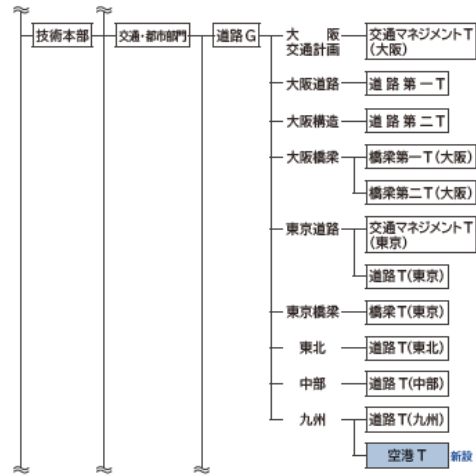 技術本部
交通・都市部門
道路G
大阪
交通計画
交通マネジメントT
(大阪)
大阪道路
道路第一T
大阪構造
道路第二T
大阪橋梁
橋梁第一T(大阪)
橋梁第二T(大阪)
東京道路
交通マネジメントT
(東京)
道路T(東京)
東京橋梁
橋梁T(東京)
東北
道路T(東北)
中部
道路T(中部)
九州
道路T(九州)
空港T
新設